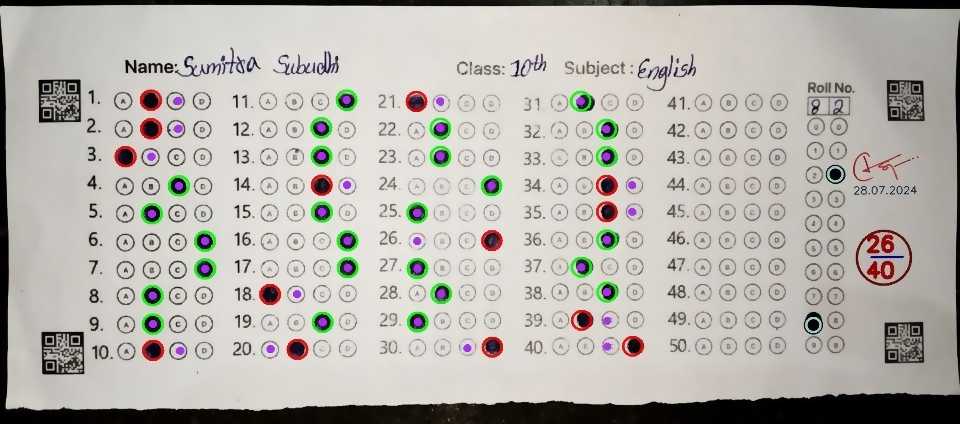 Name: Sumitra Subudhi Class: 10th Subject: English
Roll No.
8 2
1. A D 11. A B C 21. C D 31 A C D 41. A B C D
2. A D 12. A B D 22. A C D 32. A B D 42. A B C D
3. C D 13. A B D 23. A C D 33. A B D 43. A B C D
4. A B D 14. A B 24. A B C 34. A B 44. A B C D
5. A C D 15. A B D 25. B C D 35. A B 45. A B C D
6. A B C 16. A B C 26. B C 36. A B D 46. A B C D
7. A B C 17. A B C 27. B C D 37. A C D 47. A B C D
8. A C D 18. C D 28. A C D 38. A B D 48. A B C D
9. A C D 19. A B D 29. B C D 39. A D 49. A B C D
10. A D 20. C D 30. A B 40. A B 50. A B C D
0 0
1 1
2
3 3
4 4
5 5
6 6
7 7
8
9 9
28.07.2024
26
40